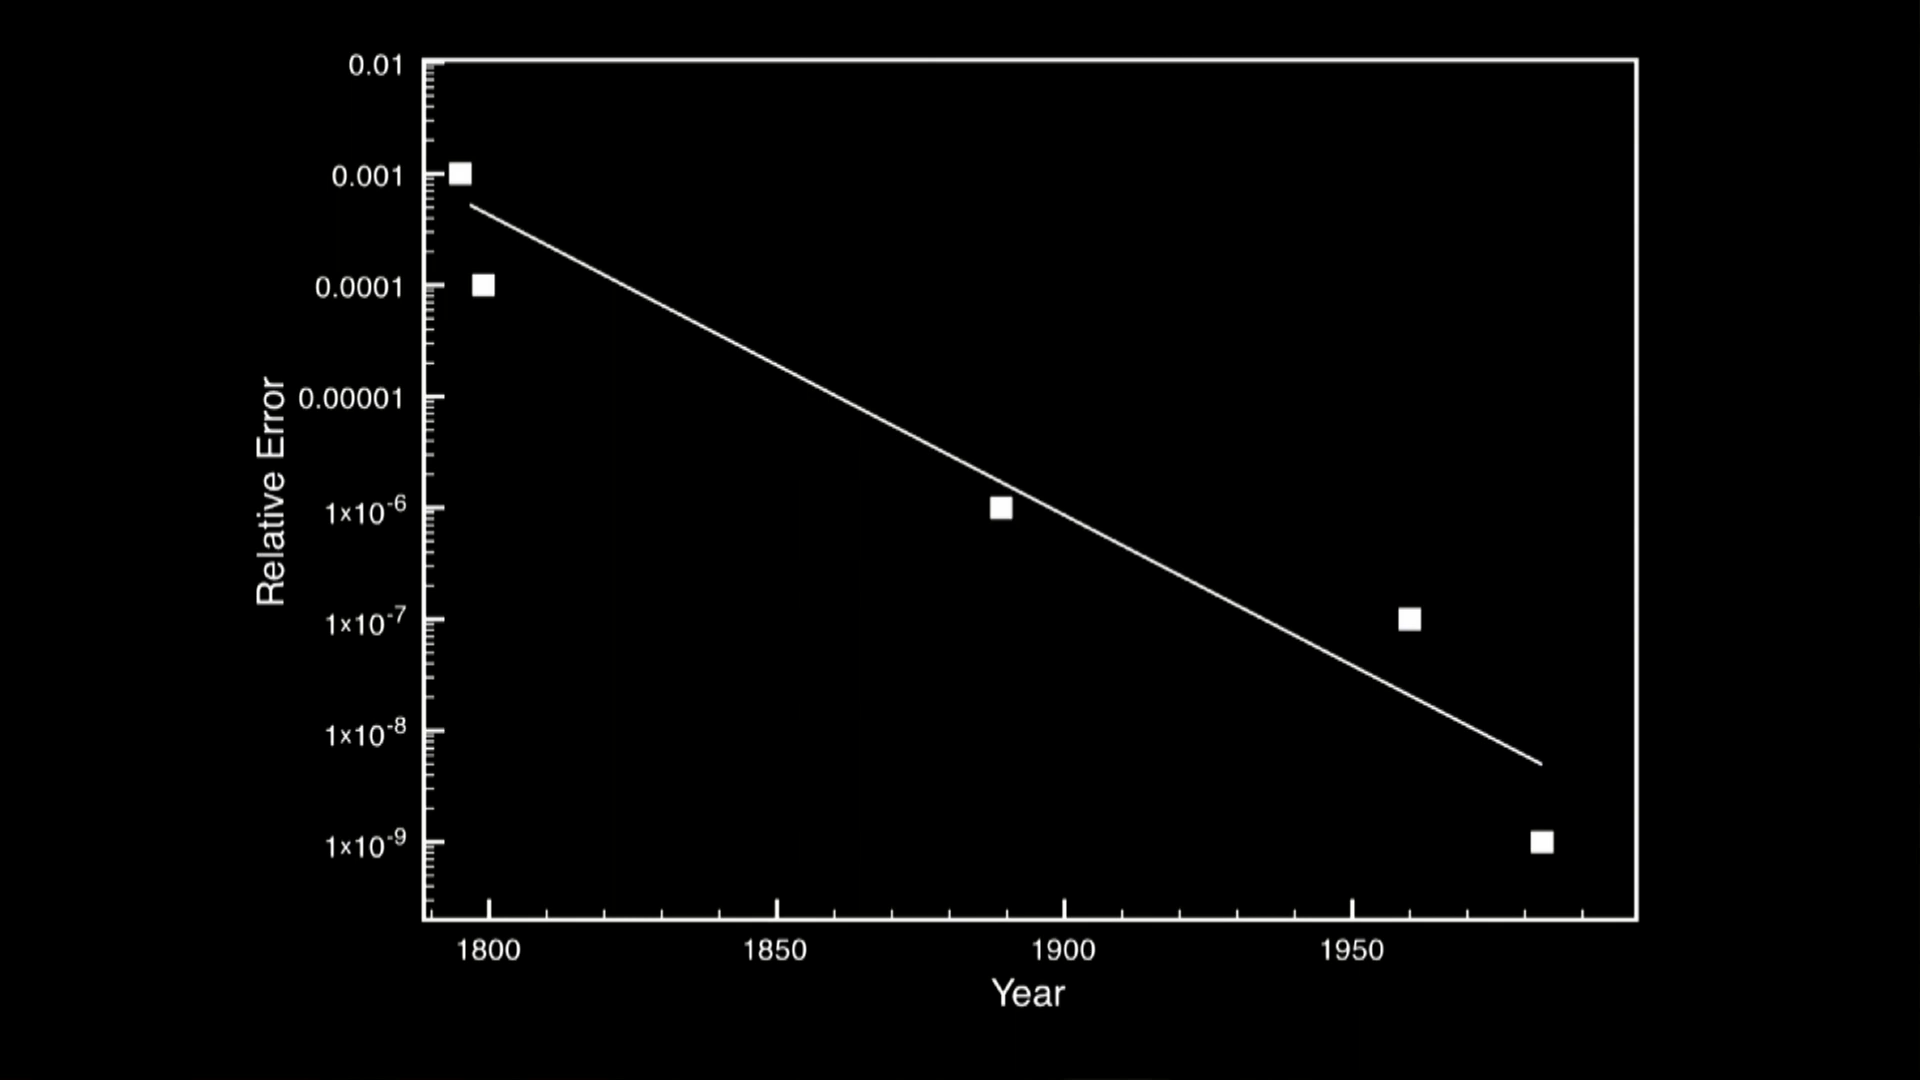 0.01
0.001
0.0001
0.00001
1x10⁻⁶
1x10⁻⁷
1x10⁻⁸
1x10⁻⁹
Relative Error
1800 1850 1900 1950
Year